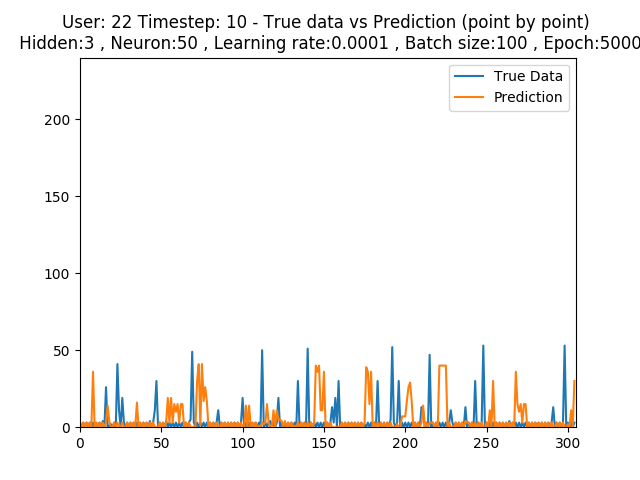 User: 22 Timestep: 10 - True data vs Prediction (point by point)
Hidden:3 , Neuron:50 , Learning rate:0.0001 , Batch size:100 , Epoch:5000
True Data
Prediction
200
150
100
50
0
0 50 100 150 200 250 300